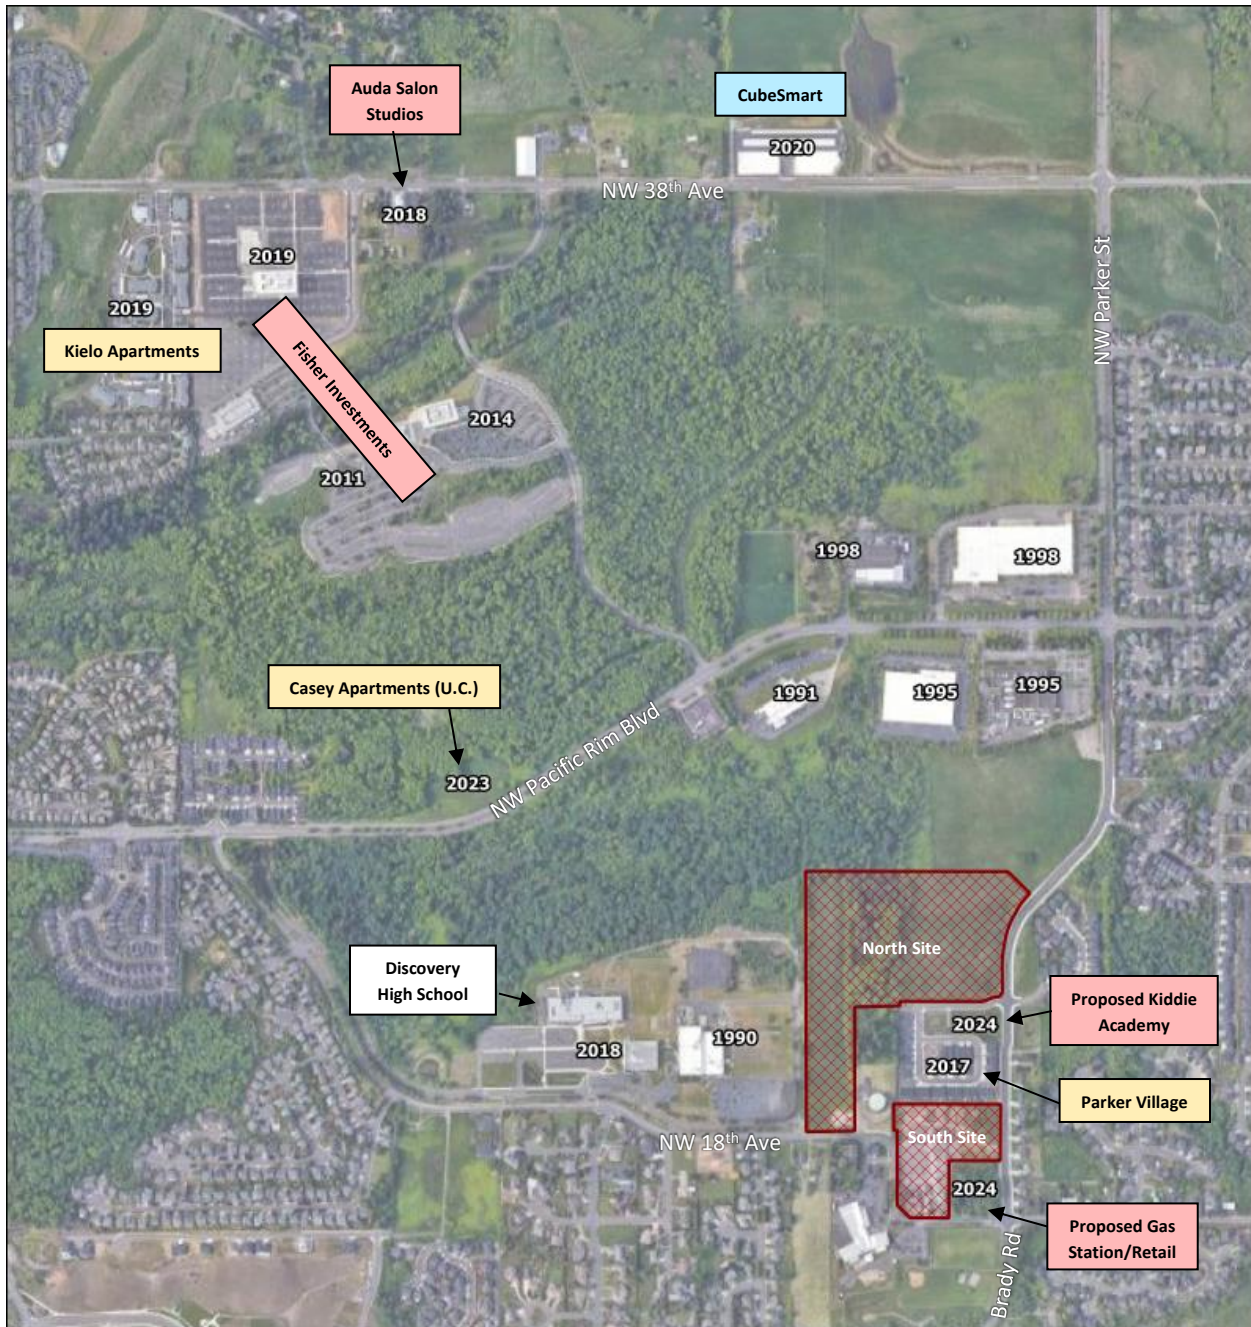 Auda Salon
Studios
CubeSmart
2020
NW 38th Ave
2018
2019
2019
Kielo Apartments
Fisher Investments
NW Parker St
2014
2011
1998
1998
Casey Apartments (U.C.)
1991
1995
1995
NW Pacific Rim Blvd
2023
North Site
Discovery
High School
Proposed Kiddie
Academy
2024
2018
1990
2017
Parker Village
NW 18th Ave
South Site
2024
Proposed Gas
Station/Retail
Brady Rd